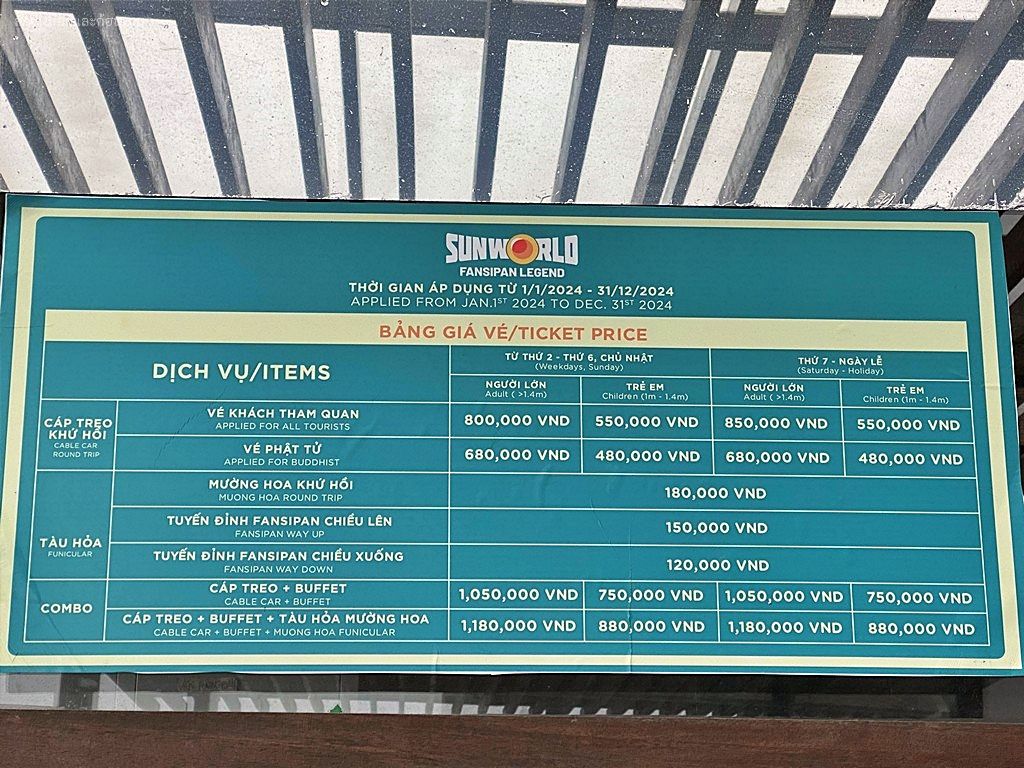 SUNWORLD
FANSIPAN LEGEND
THỜI GIAN ÁP DỤNG TỪ 1/1/2024 - 31/12/2024
APPLIED FROM JAN.1ST 2024 TO DEC. 31ST 2024
BẢNG GIÁ VÉ/TICKET PRICE
DỊCH VỤ/ITEMS
TỪ THỨ 2 - THỨ 6, CHỦ NHẬT
(Weekdays, Sunday)
THỨ 7 - NGÀY LỄ
(Saturday - Holiday)
NGƯỜI LỚN
Adult ( >1.4m)
TRẺ EM
Children (1m - 1.4m)
NGƯỜI LỚN
Adult ( >1.4m)
TRẺ EM
Children (1m - 1.4m)
CÁP TREO
KHỨ HỒI
CABLE CAR
ROUND TRIP
VÉ KHÁCH THAM QUAN
APPLIED FOR ALL TOURISTS
800,000 VND 550,000 VND 850,000 VND 550,000 VND
VÉ PHẬT TỬ
APPLIED FOR BUDDHIST
680,000 VND 480,000 VND 680,000 VND 480,000 VND
TÀU HỎA
FUNICULAR
MƯỜNG HOA KHỨ HỒI
MUONG HOA ROUND TRIP
180,000 VND
TUYẾN ĐỈNH FANSIPAN CHIỀU LÊN
FANSIPAN WAY UP
150,000 VND
TUYẾN ĐỈNH FANSIPAN CHIỀU XUỐNG
FANSIPAN WAY DOWN
120,000 VND
COMBO
CÁP TREO + BUFFET
CABLE CAR + BUFFET
1,050,000 VND 750,000 VND 1,050,000 VND 750,000 VND
CÁP TREO + BUFFET + TÀU HỎA MƯỜNG HOA
CABLE CAR + BUFFET + MUONG HOA FUNICULAR
1,180,000 VND 880,000 VND 1,180,000 VND 880,000 VND